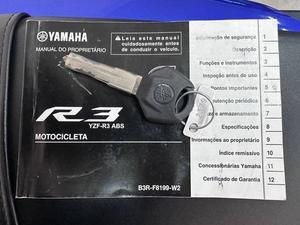 YAMAHA
MANUAL DO PROPRIETÁRIO
Leia este manual
cuidadosamente antes
de conduzir o veículo.
R3
YZF-R3 ABS
MOTOCICLETA
B3R-F8199-W2
de segurança 1
Descrição 2
Funções e instrumentos 3
Inspeção antes do uso 4
Pontos importantes 5
periódica 6
e armazenamento 7
Especificações 8
Informações ao proprietário 9
Índice remissivo 10
Concessionárias Yamaha 11
Certificado de Garantia 12